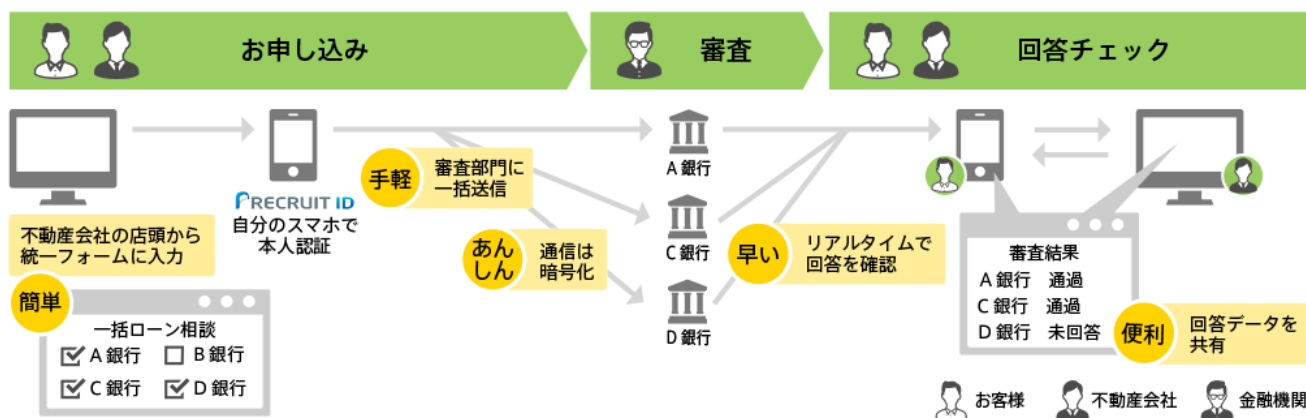 お申し込み
審査
回答チェック
RECRUIT ID
自分のスマホで
本人認証
不動産会社の店頭から
統一フォームに入力
簡単
一括ローン相談
A 銀行 B 銀行
C 銀行 D 銀行
手軽
審査部門に
一括送信
あん
しん
通信は
暗号化
A 銀行
C 銀行
D 銀行
早い
リアルタイムで
回答を確認
審査結果
A 銀行 通過
C 銀行 通過
D 銀行 未回答
便利
回答データを
共有
お客様 不動産会社 金融機関